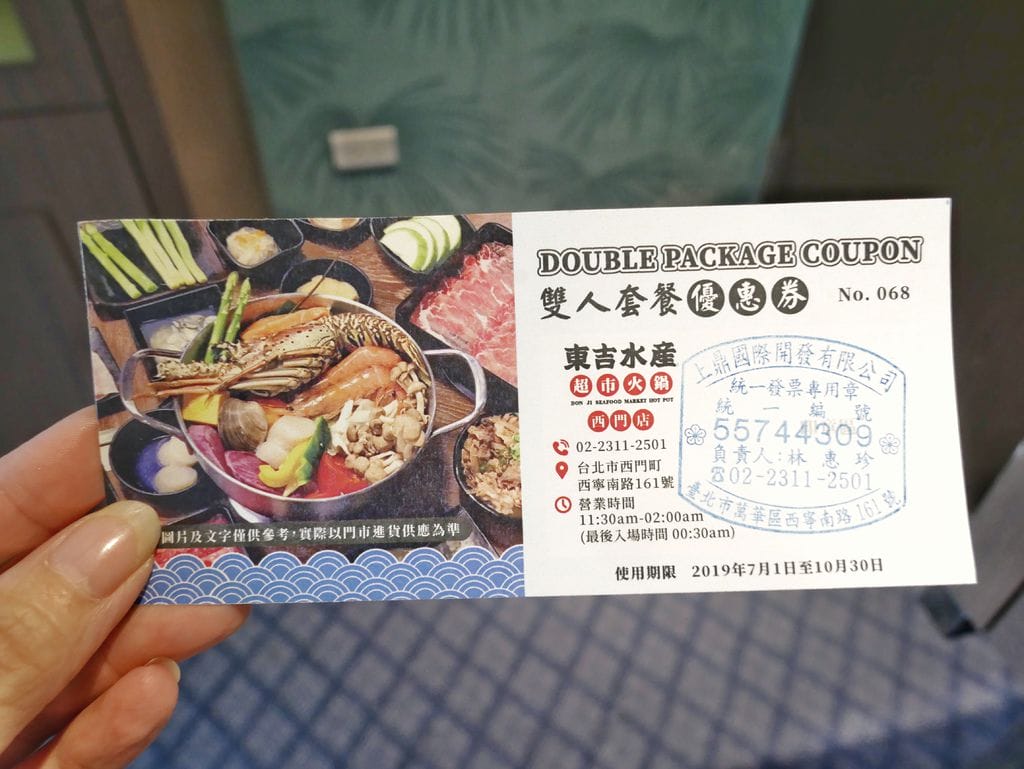 DOUBLE PACKAGE COUPON
雙人套餐優惠券
No. 068
東吉水産
超市火鍋
DON JI SEAFOOD MARKET HOT POT
西門店
02-2311-2501
台北市西門町
西寧南路161號
營業時間
11:30am-02:00am
(最後入場時間 00:30am)
使用期限 2019年7月1日至10月30日
上鼎國際開發有限公司
統一發票專用章
統一編號
55744309
負責人:林惠珍
☎02-2311-2501
臺北市萬華區西寧南路161號
圖片及文字僅供參考,實際以門市進貨供應為準